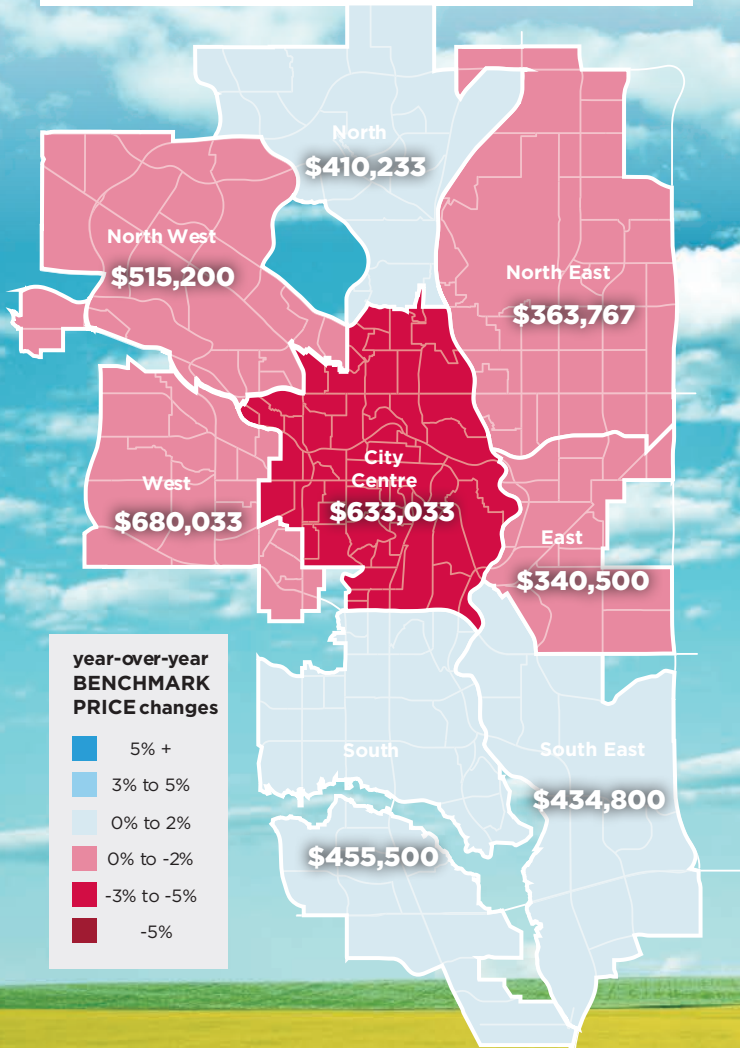 North
$410,233
North West
$515,200
North East
$363,767
City
Centre
$633,033
West
$680,033
East
$340,500
South
$455,500
South East
$434,800
year-over-year
BENCHMARK
PRICE changes
5% +
3% to 5%
0% to 2%
0% to -2%
-3% to -5%
-5%